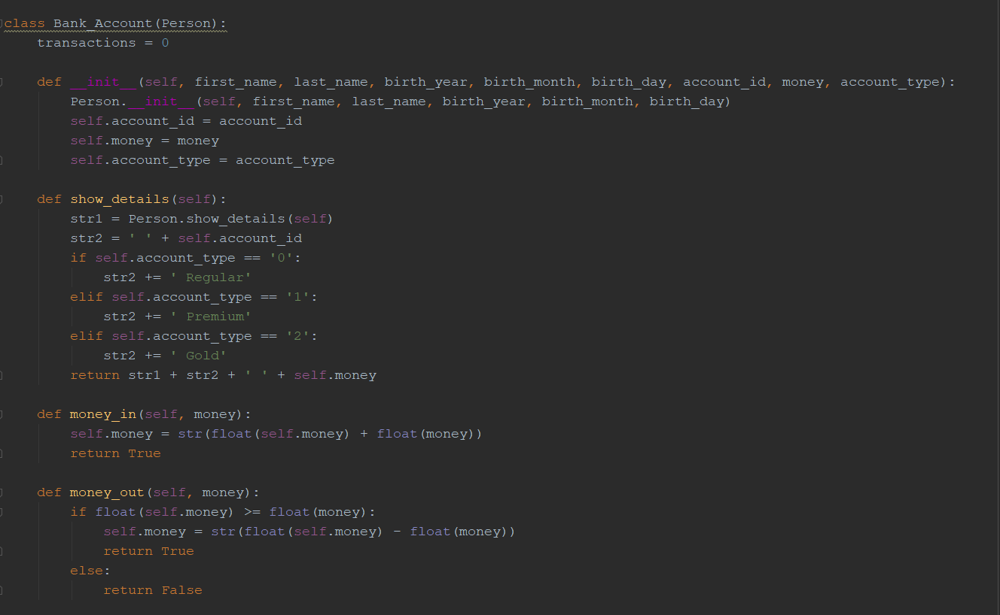 class Bank_Account(Person):
    transactions = 0

    def __init__(self, first_name, last_name, birth_year, birth_month, birth_day, account_id, money, account_type):
        Person.__init__(self, first_name, last_name, birth_year, birth_month, birth_day)
        self.account_id = account_id
        self.money = money
        self.account_type = account_type

    def show_details(self):
        str1 = Person.show_details(self)
        str2 = ' ' + self.account_id
        if self.account_type == '0':
            str2 += ' Regular'
        elif self.account_type == '1':
            str2 += ' Premium'
        elif self.account_type == '2':
            str2 += ' Gold'
        return str1 + str2 + ' ' + self.money

    def money_in(self, money):
        self.money = str(float(self.money) + float(money))
        return True

    def money_out(self, money):
        if float(self.money) >= float(money):
            self.money = str(float(self.money) - float(money))
            return True
        else:
            return False